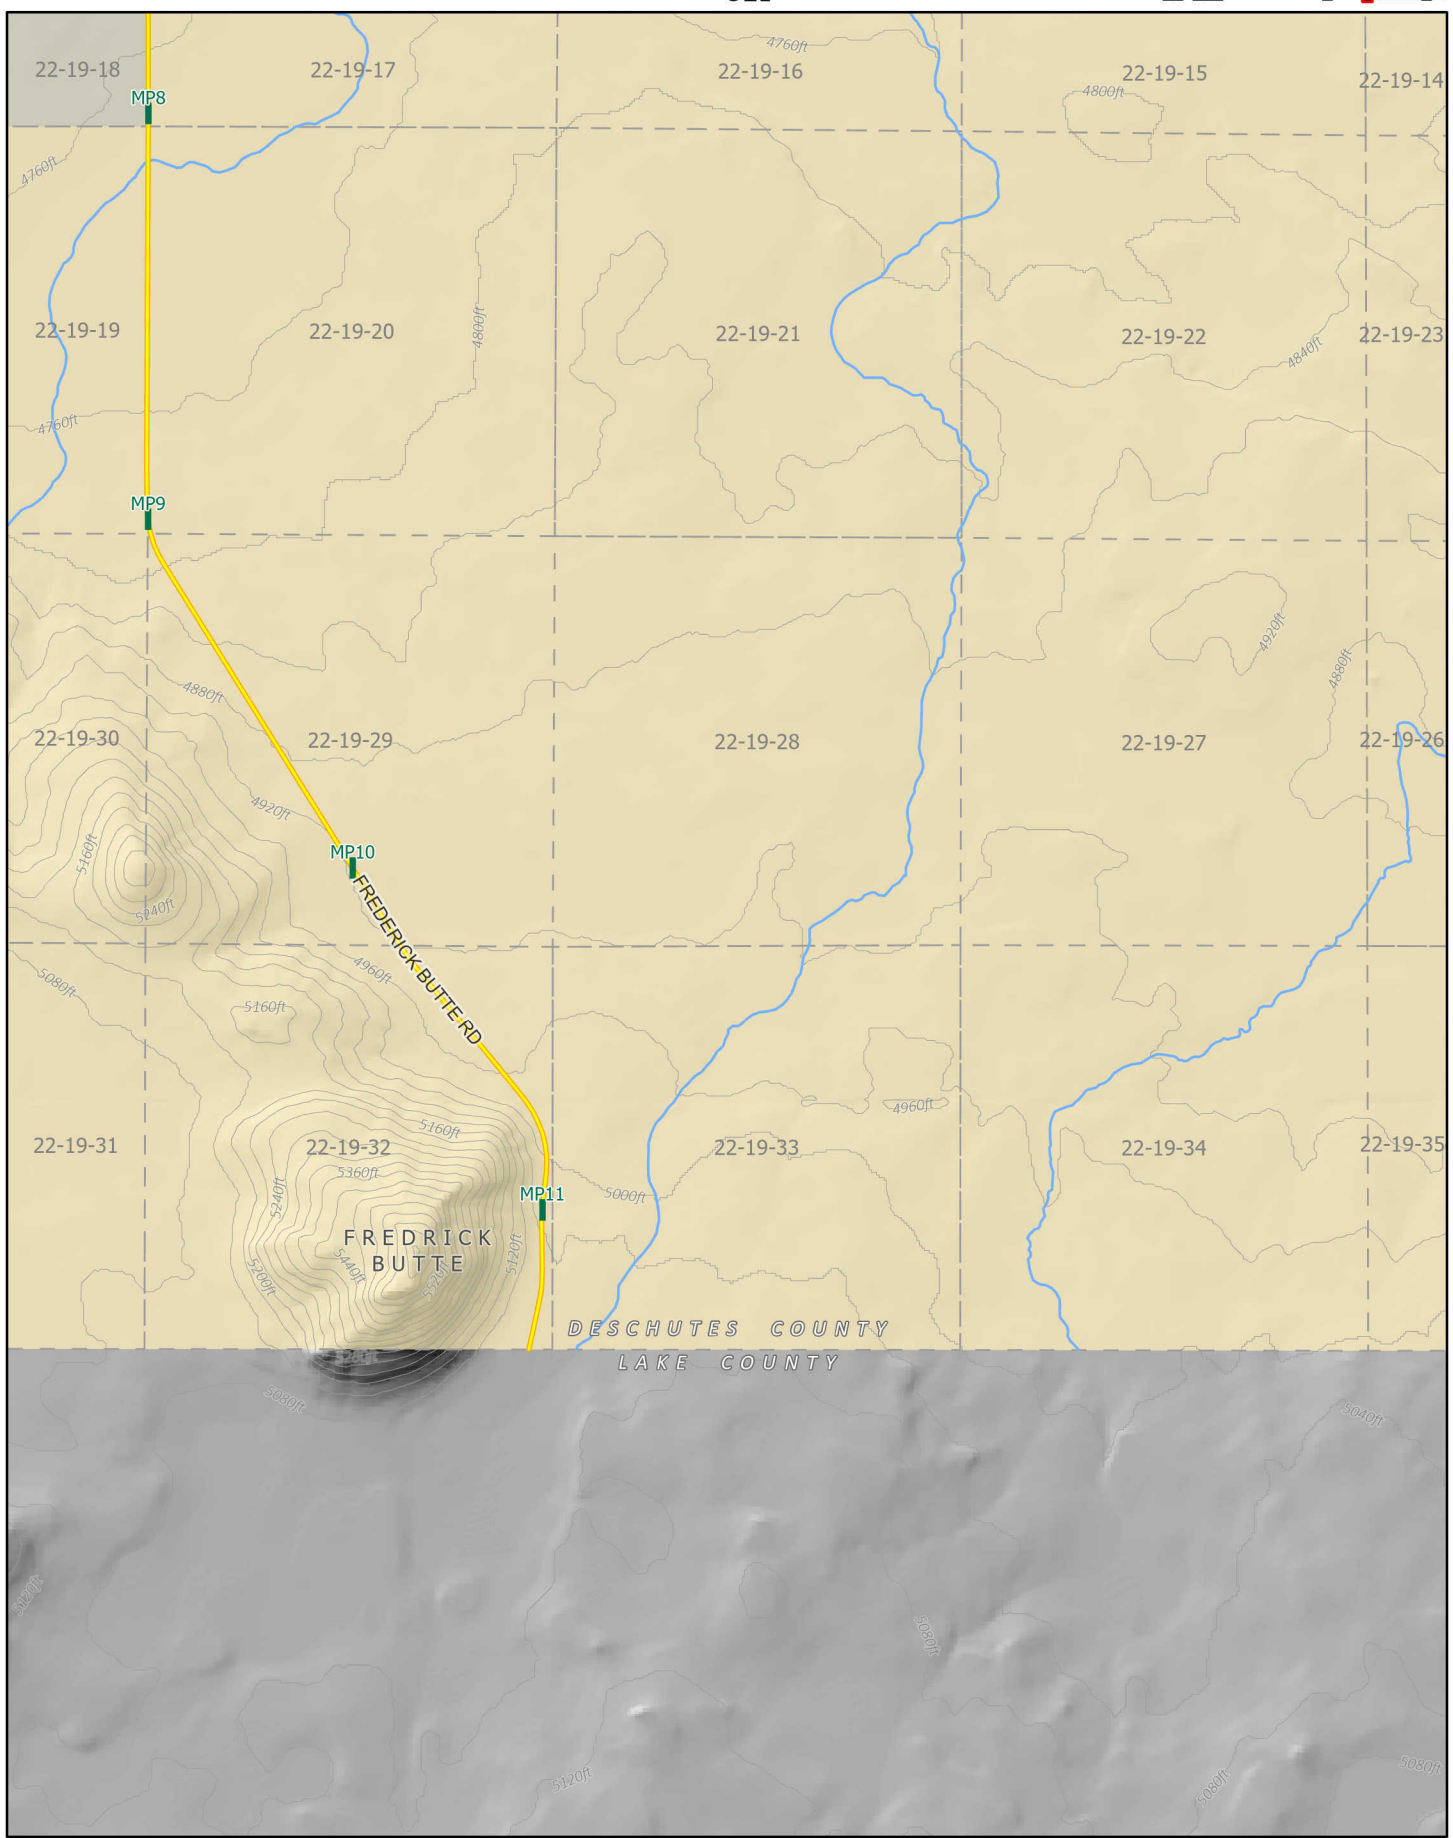 4760ft
22-19-18
22-19-17
22-19-16
22-19-15
22-19-14
4800ft
MP8
4760ft
22-19-19
22-19-20
4800ft
22-19-21
22-19-22
22-19-23
4840ft
4760ft
MP9
4920ft
4880ft
4880ft
22-19-30
22-19-29
22-19-28
22-19-27
22-19-26
4920ft
MP10
5160ft
5240ft
FREDERICK BUTTE RD
4960ft
5080ft
5160ft
4960ft
5160ft
22-19-31
22-19-32
22-19-33
22-19-34
22-19-35
5360ft
5240ft
MP11
5000ft
FREDRICK
BUTTE
5120ft
5440ft
5200ft
DESCHUTES COUNTY
LAKE COUNTY
5080ft
5040ft
5120ft
5080ft
5120ft
5080ft
5080ft